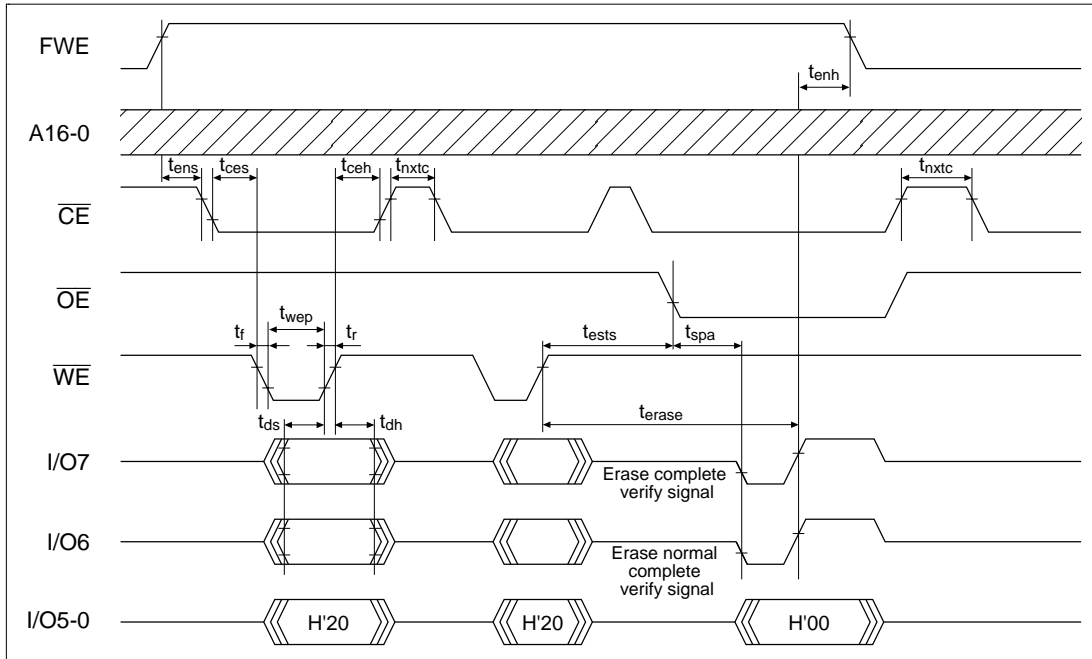 FWE
tenh
A16-0
tens
tces
tceh
tnxtc
tnxtc
CE
OE
twep
tf
tr
tests
tspa
WE
terase
tds
tdh
I/O7
Erase complete
verify signal
I/O6
Erase normal
complete
verify signal
I/O5-0
H'20
H'20
H'00